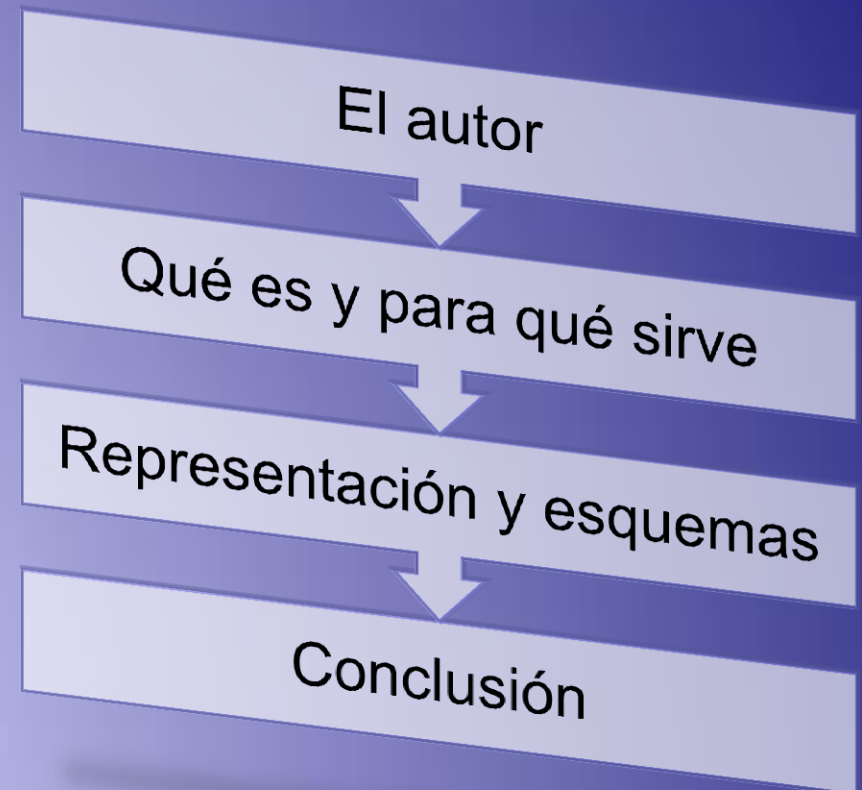 El autor
Qué es y para qué sirve
Representación y esquemas
Conclusión